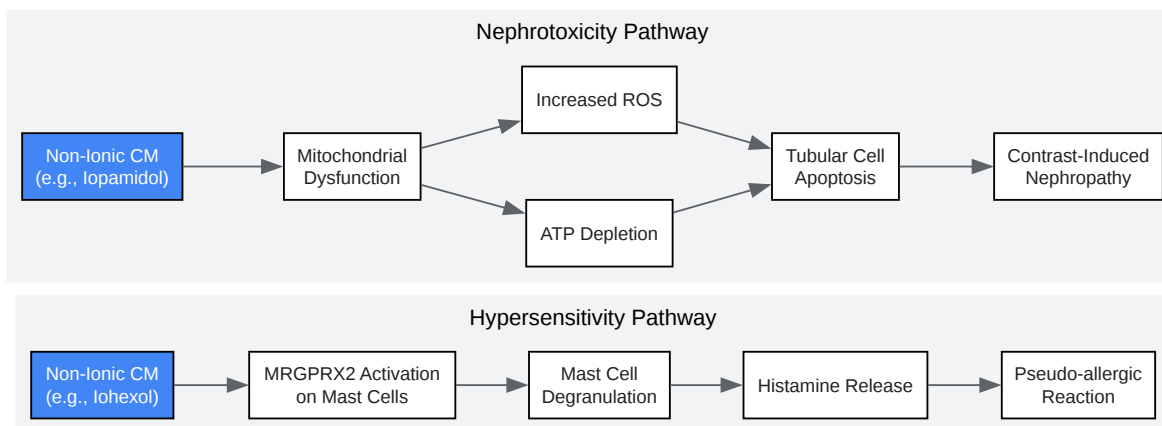 Nephrotoxicity Pathway
Increased ROS
Non-Ionic CM
(e.g., Iopamidol)
Mitochondrial
Dysfunction
Tubular Cell
Apoptosis
Contrast-Induced
Nephropathy
ATP Depletion
Hypersensitivity Pathway
Non-Ionic CM
(e.g., Iohexol)
MRGPRX2 Activation
on Mast Cells
Mast Cell
Degranulation
Histamine Release
Pseudo-allergic
Reaction